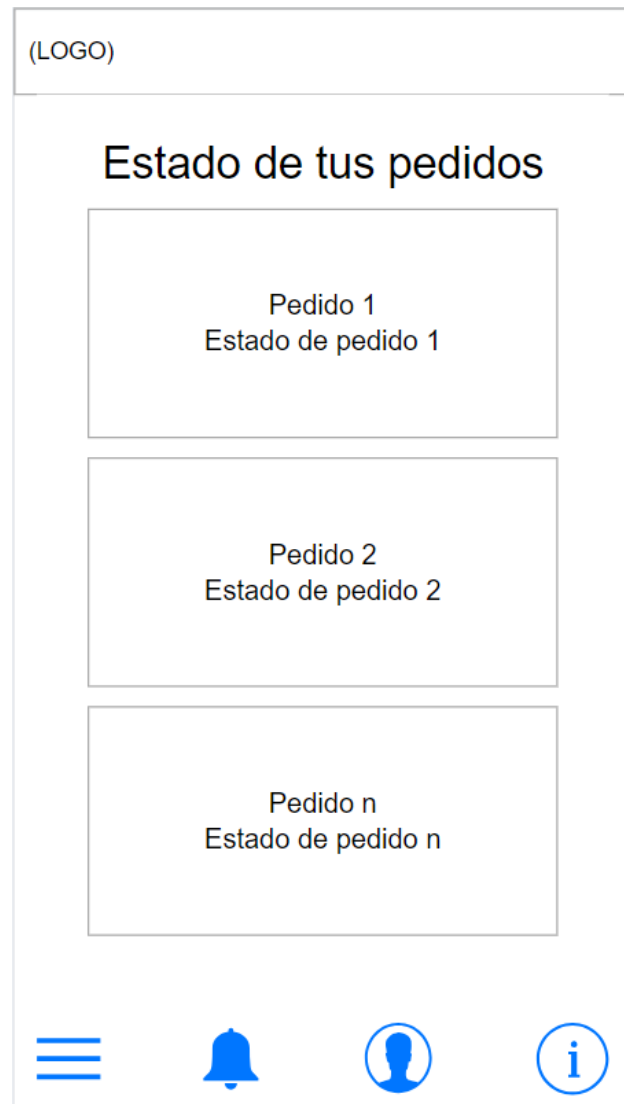 (LOGO)
Estado de tus pedidos
Pedido 1
Estado de pedido 1
Pedido 2
Estado de pedido 2
Pedido n
Estado de pedido n
i